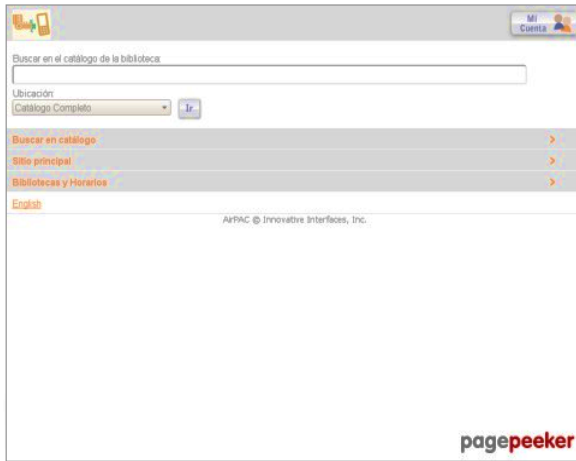 Mi
Cuenta
Buscar en el catálogo de la biblioteca:
Ubicación:
Catálogo Completo
Ir
Buscar en catálogo
Sitio principal
Bibliotecas y Horarios
English
AirPAC © Innovative Interfaces, Inc.
pagepeeker